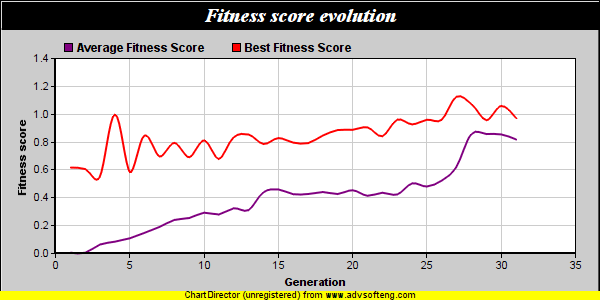 Fitness score evolution
Average Fitness Score Best Fitness Score
1.4
1.2
1.0
0.8
0.6
0.4
0.2
0.0
Fitness score
0 5 10 15 20 25 30 35
Generation
ChartDirector (unregistered) from www.advsofteng.com